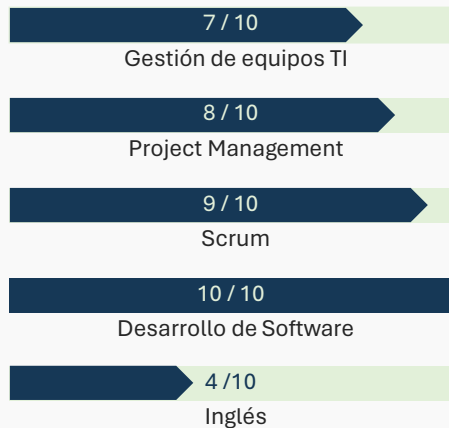 7 / 10
Gestión de equipos TI
8 / 10
Project Management
9 / 10
Scrum
10 / 10
Desarrollo de Software
4 /10
Inglés